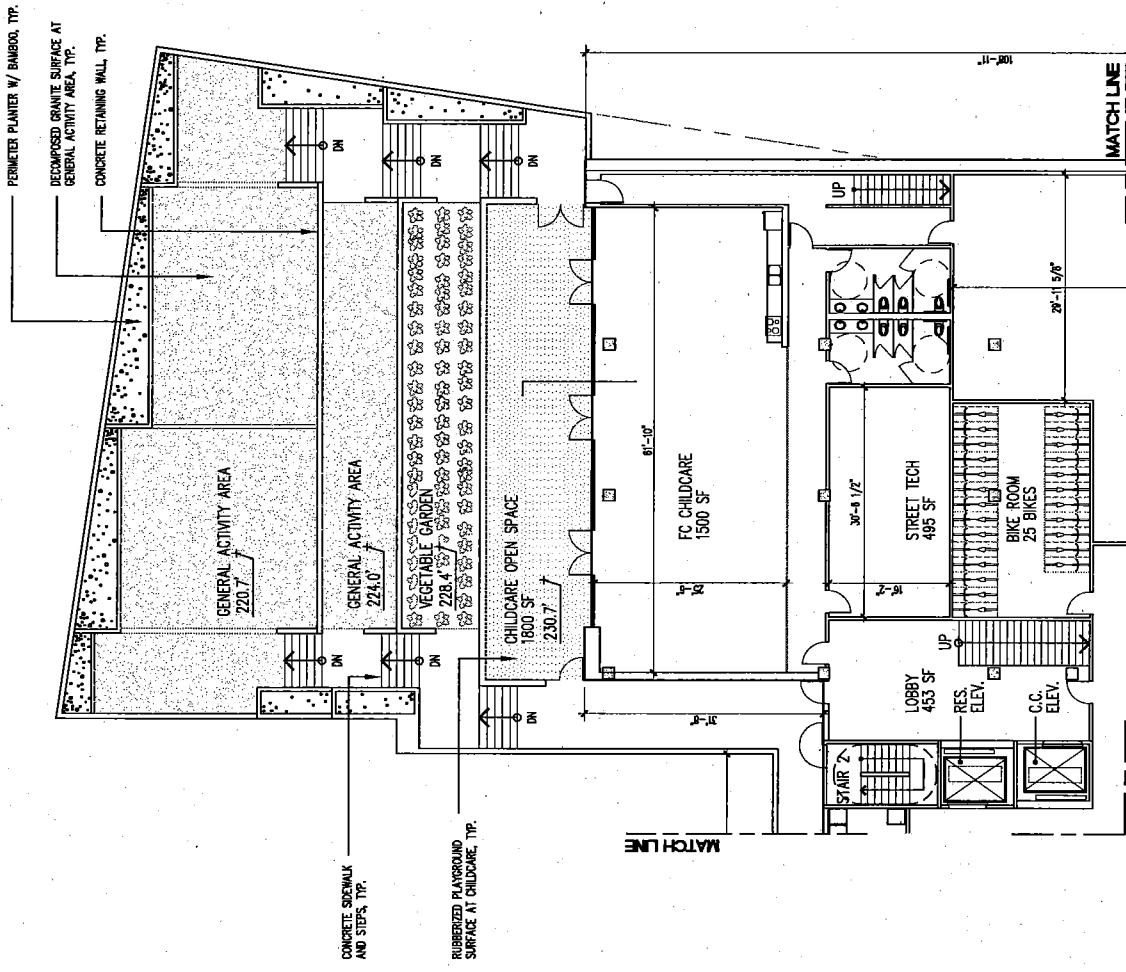 PERIMETER PLANTER W/ BAMBOO, TYP.
DECOMPOSED GRANITE SURFACE AT
GENERAL ACTIVITY AREA, TYP.
CONCRETE RETAINING WALL, TYP.
DN
DN
DN
GENERAL ACTIVITY AREA
220.7'
GENERAL ACTIVITY AREA
224.0'
VEGETABLE GARDEN
228.4'
CHILDCARE OPEN SPACE
1800 SF
230.7'
DN
DN
DN
CONCRETE SIDEWALK
AND STEPS, TYP.
RUBBERIZED PLAYGROUND
SURFACE AT CHILDCARE, TYP.
108'-11"
MATCH LINE
UP
61'-10"
FC CHILDCARE
1500 SF
29'-11 5/8"
30'-8 1/2"
STREET TECH
495 SF
16'-2"
BIKE ROOM
25 BIKES
31'-8"
LOBBY
453 SF
UP
RES.
ELEV.
C.C.
ELEV.
STAIR 2
MATCH LINE